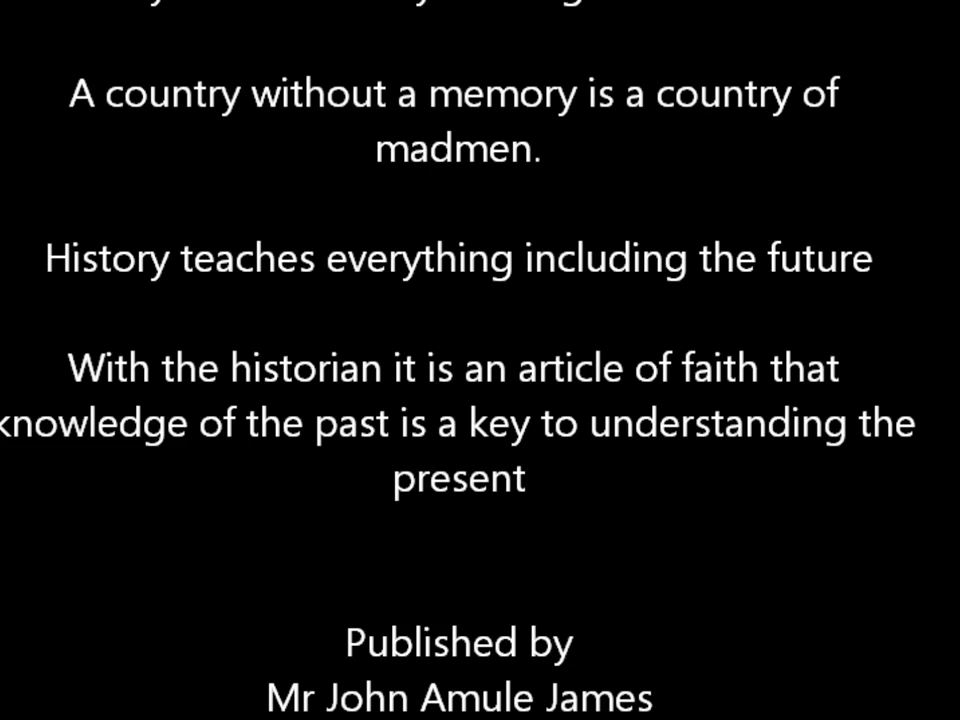 A country without a memory is a country of
madmen.
History teaches everything including the future
With the historian it is an article of faith that
knowledge of the past is a key to understanding the
present
Published by
Mr John Amule James